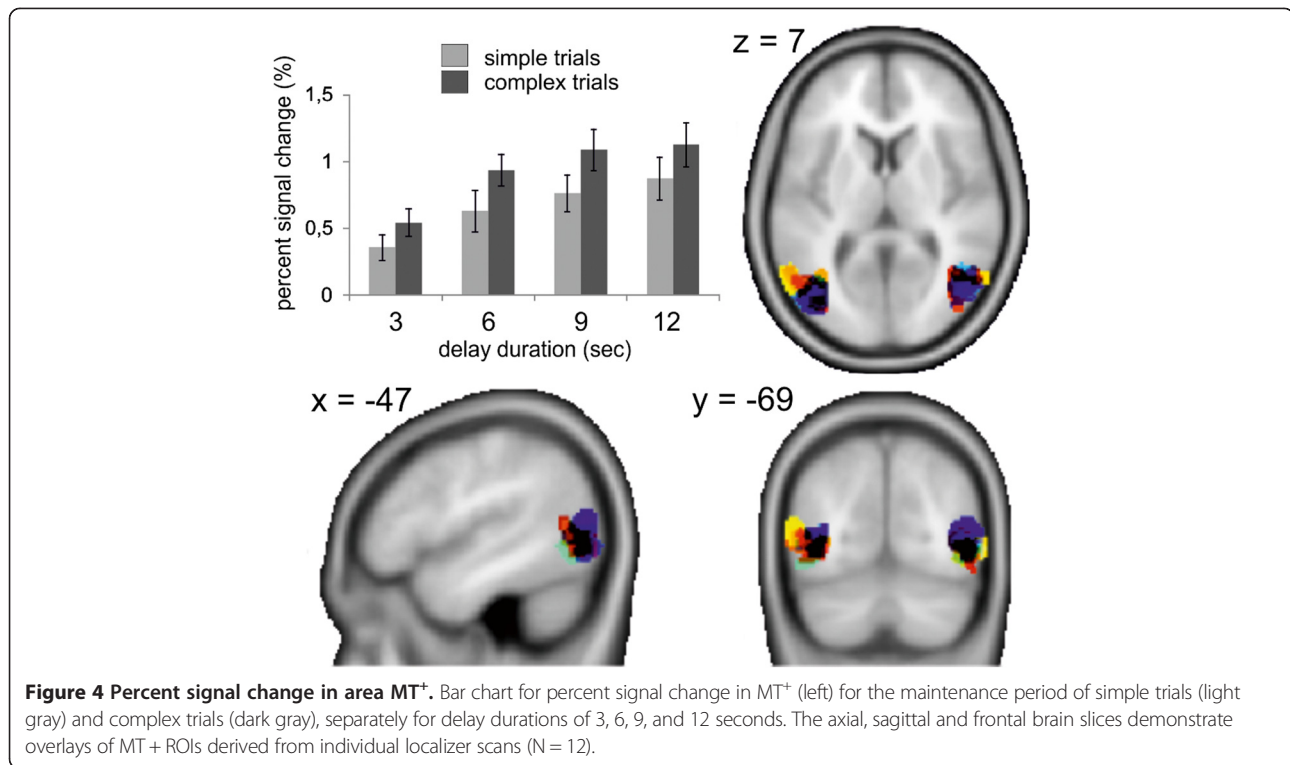 simple trials
complex trials
percent signal change (%)
1,5
1
0,5
0
3 6 9 12
delay duration (sec)
z = 7
x = -47
y = -69
Figure 4 Percent signal change in area MT⁺. Bar chart for percent signal change in MT⁺ (left) for the maintenance period of simple trials (light
gray) and complex trials (dark gray), separately for delay durations of 3, 6, 9, and 12 seconds. The axial, sagittal and frontal brain slices demonstrate
overlays of MT + ROIs derived from individual localizer scans (N = 12).